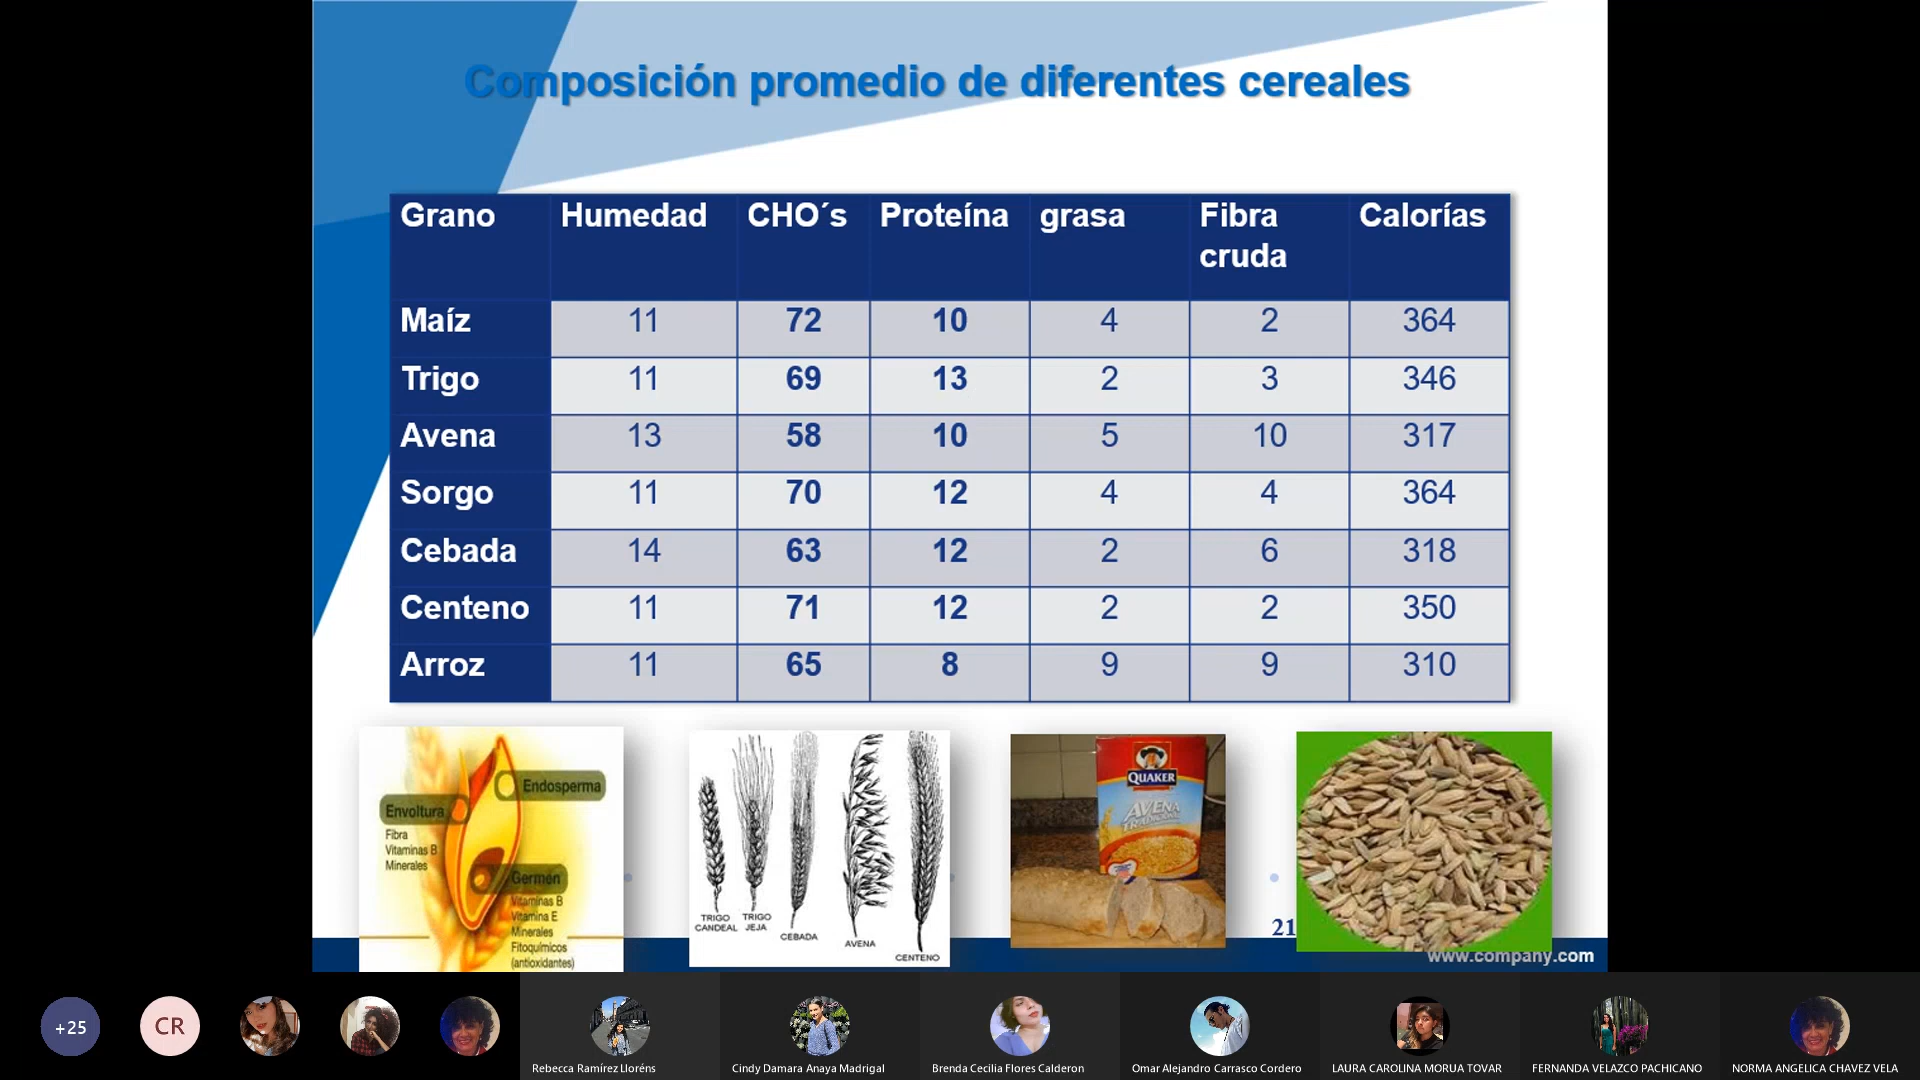 Composición promedio de diferentes cereales
Grano Humedad CHO´s Proteína grasa Fibra cruda Calorías
Maíz 11 72 10 4 2 364
Trigo 11 69 13 2 3 346
Avena 13 58 10 5 10 317
Sorgo 11 70 12 4 4 364
Cebada 14 63 12 2 6 318
Centeno 11 71 12 2 2 350
Arroz 11 65 8 9 9 310
Endosperma
Envoltura
Fibra
Vitaminas B
Minerales
Germen
Vitaminas B
Vitamina E
Minerales
Fitoquímicos
(antioxidantes)
TRIGO CANDEAL
TRIGO JEJA
CEBADA
AVENA
CENTENO
QUAKER
AVENA
TRADICIONAL
21
www.company.com
+25
CR
Rebecca Ramírez Lloréns
Cindy Damara Anaya Madrigal
Brenda Cecilia Flores Calderon
Omar Alejandro Carrasco Cordero
LAURA CAROLINA MORUA TOVAR
FERNANDA VELAZCO PACHICANO
NORMA ANGELICA CHAVEZ VELA